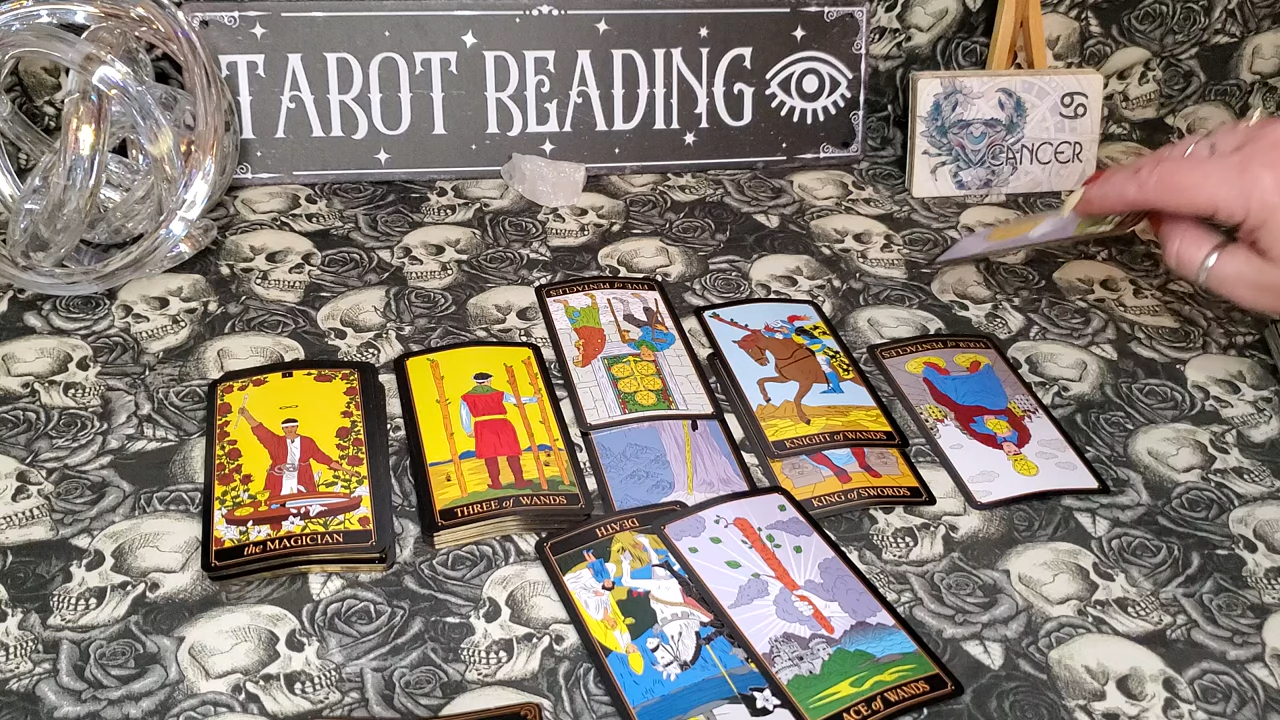 TAROT READING
♋
CANCER
I
the MAGICIAN
THREE of WANDS
FIVE of PENTACLES
KNIGHT of WANDS
KING of SWORDS
FOUR of PENTACLES
DEATH
ACE of WANDS